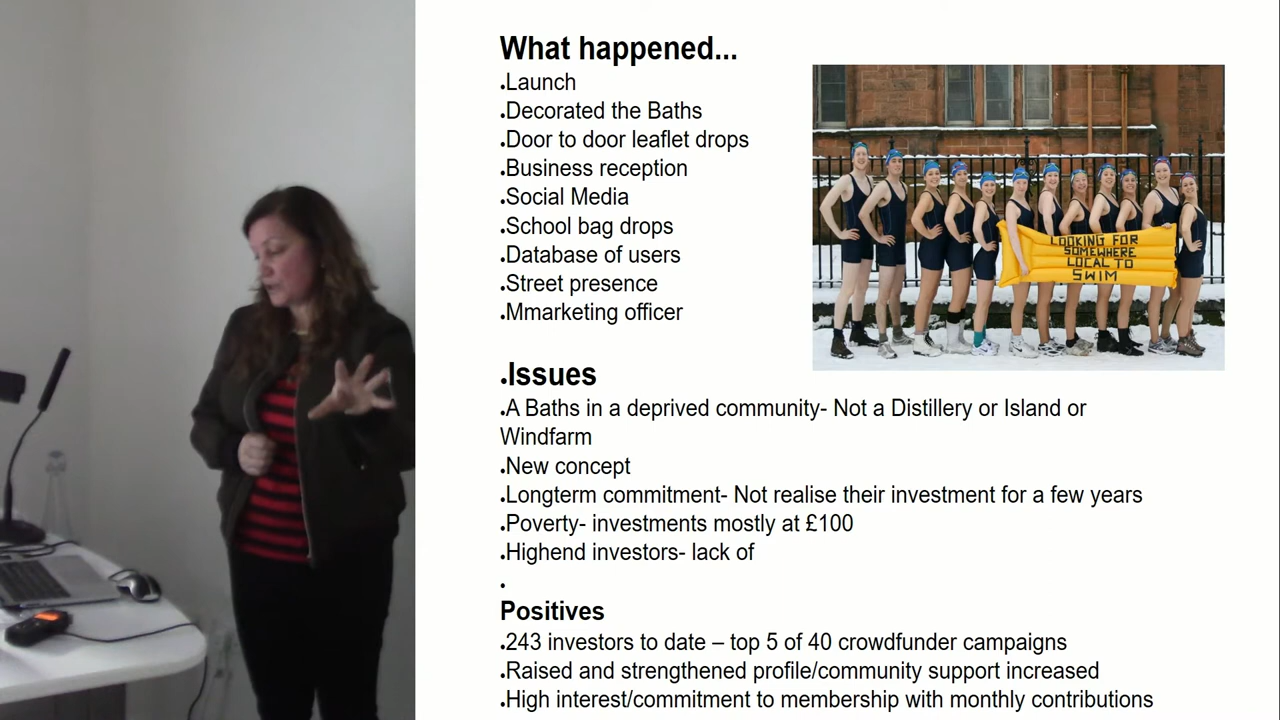 What happened...
.Launch
.Decorated the Baths
.Door to door leaflet drops
.Business reception
.Social Media
.School bag drops
.Database of users
.Street presence
.Mmarketing officer
LOOKING FOR
SOMEWHERE
LOCAL TO
SWIM
.Issues
.A Baths in a deprived community- Not a Distillery or Island or
Windfarm
.New concept
.Longterm commitment- Not realise their investment for a few years
.Poverty- investments mostly at £100
.Highend investors- lack of
.
Positives
.243 investors to date – top 5 of 40 crowdfunder campaigns
.Raised and strengthened profile/community support increased
.High interest/commitment to membership with monthly contributions